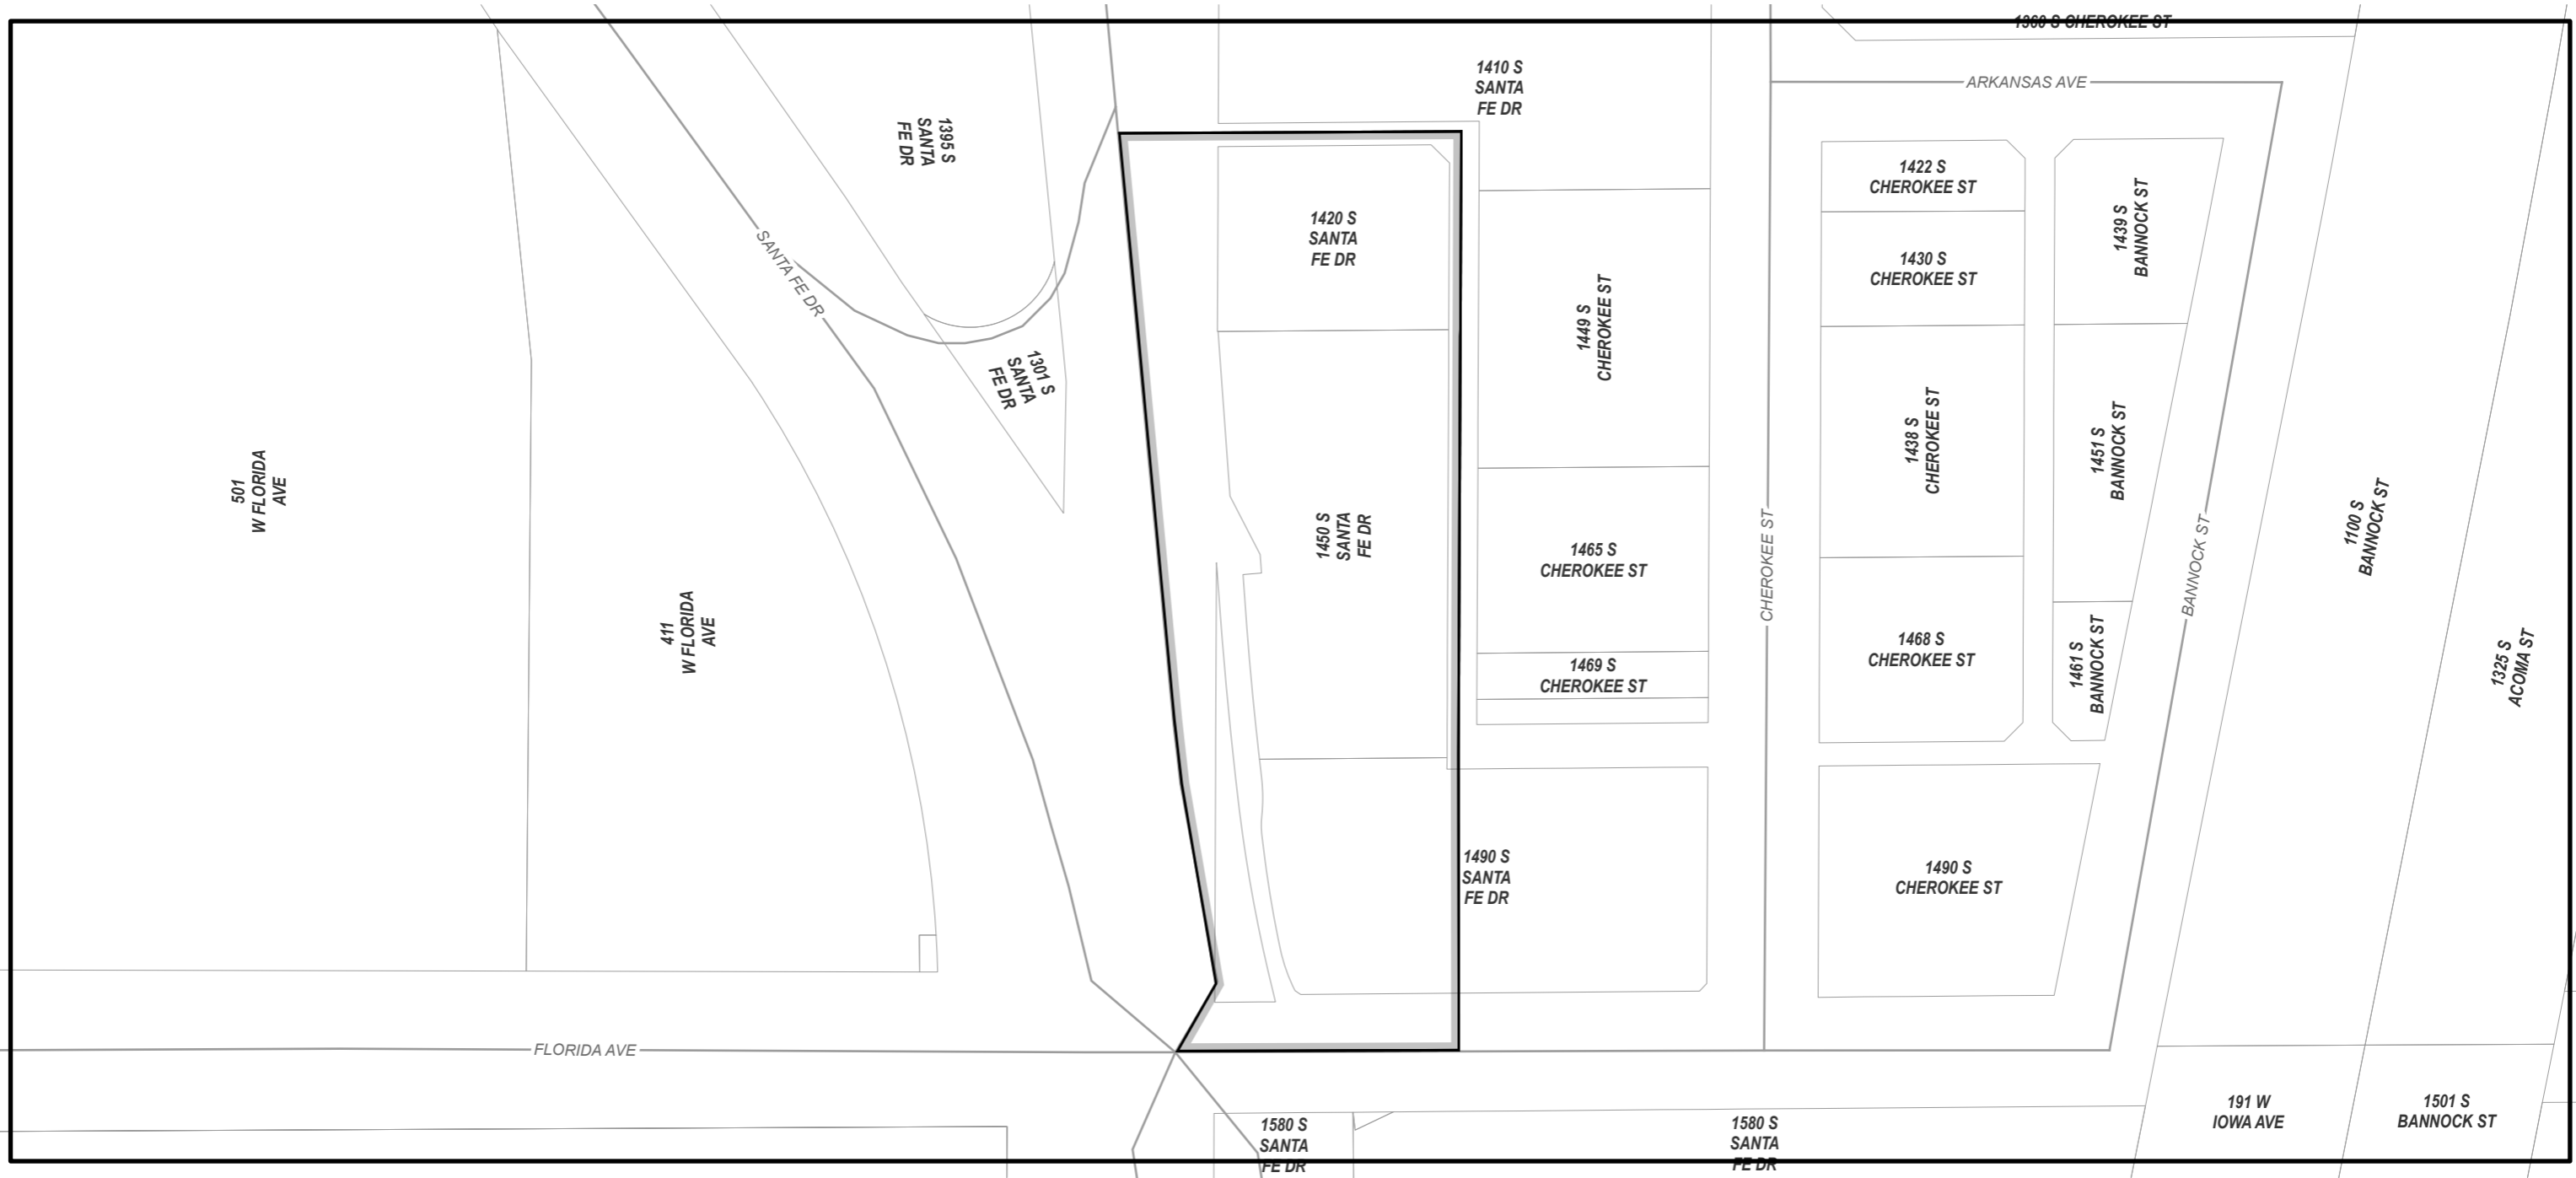 1360 S CHEROKEE ST
1410 S
SANTA
FE DR
ARKANSAS AVE
1395 S
SANTA
FE DR
1422 S
CHEROKEE ST
1439 S
BANNOCK ST
1420 S
SANTA
FE DR
SANTA FE DR
1430 S
CHEROKEE ST
1449 S
CHEROKEE ST
1301 S
SANTA
FE DR
1438 S
CHEROKEE ST
1451 S
BANNOCK ST
501
W FLORIDA
AVE
1450 S
SANTA
FE DR
1465 S
CHEROKEE ST
CHEROKEE ST
BANNOCK ST
1100 S
BANNOCK ST
411
W FLORIDA
AVE
1469 S
CHEROKEE ST
1468 S
CHEROKEE ST
1461 S
BANNOCK ST
1325 S
ACOMA ST
1490 S
SANTA
FE DR
1490 S
CHEROKEE ST
FLORIDA AVE
1580 S
SANTA
FE DR
1580 S
SANTA
FE DR
191 W
IOWA AVE
1501 S
BANNOCK ST